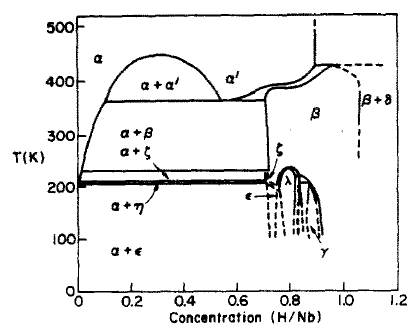 500
α
α + α'
α'
400
β
β + δ
α + β
300
T(K)
α + ζ
ζ
200
ε
λ
α + η
γ
100
α + ε
0
0 0.2 0.4 0.6 0.8 1.0 1.2
Concentration (H/Nb)